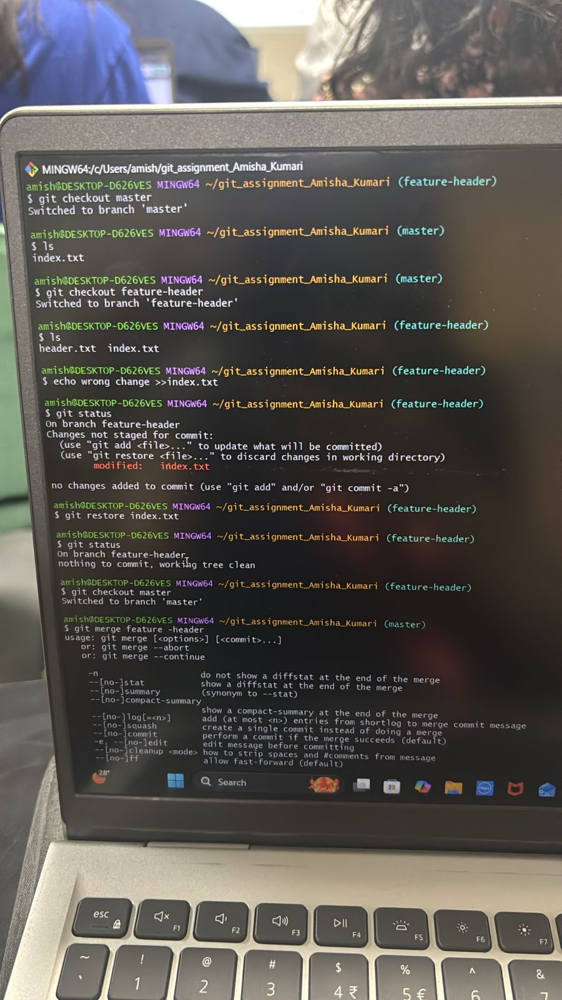 MINGW64:/c/Users/amish/git_assignment_Amisha_Kumari
amish@DESKTOP-D626VES MINGW64 ~/git_assignment_Amisha_Kumari (feature-header)
$ git checkout master
Switched to branch 'master'
amish@DESKTOP-D626VES MINGW64 ~/git_assignment_Amisha_Kumari (master)
$ ls
index.txt
amish@DESKTOP-D626VES MINGW64 ~/git_assignment_Amisha_Kumari (master)
$ git checkout feature-header
Switched to branch 'feature-header'
amish@DESKTOP-D626VES MINGW64 ~/git_assignment_Amisha_Kumari (feature-header)
$ ls
header.txt  index.txt
amish@DESKTOP-D626VES MINGW64 ~/git_assignment_Amisha_Kumari (feature-header)
$ echo wrong change >>index.txt
amish@DESKTOP-D626VES MINGW64 ~/git_assignment_Amisha_Kumari (feature-header)
$ git status
On branch feature-header
Changes not staged for commit:
  (use "git add <file>..." to update what will be committed)
  (use "git restore <file>..." to discard changes in working directory)
        modified:   index.txt
no changes added to commit (use "git add" and/or "git commit -a")
amish@DESKTOP-D626VES MINGW64 ~/git_assignment_Amisha_Kumari (feature-header)
$ git restore index.txt
amish@DESKTOP-D626VES MINGW64 ~/git_assignment_Amisha_Kumari (feature-header)
$ git status
On branch feature-header
nothing to commit, working tree clean
amish@DESKTOP-D626VES MINGW64 ~/git_assignment_Amisha_Kumari (feature-header)
$ git checkout master
Switched to branch 'master'
amish@DESKTOP-D626VES MINGW64 ~/git_assignment_Amisha_Kumari (master)
$ git merge feature -header
usage: git merge [<options>] [<commit>...]
   or: git merge --abort
   or: git merge --continue
-n                    do not show a diffstat at the end of the merge
--[no-]stat           show a diffstat at the end of the merge
--[no-]summary        (synonym to --stat)
--[no-]compact-summary
                      show a compact-summary at the end of the merge
--[no-]log[=<n>]      add (at most <n>) entries from shortlog to merge commit message
--[no-]squash         create a single commit instead of doing a merge
--[no-]commit         perform a commit if the merge succeeds (default)
-e, --[no-]edit       edit message before committing
--[no-]cleanup <mode> how to strip spaces and #comments from message
--[no-]ff             allow fast-forward (default)
28°
Search
DELL
esc F1 F2 F3 F4 F5 F6 F7
~ ! @ # $ % ^ &
` 1 2 3 4 ₹ 5 € 6 7